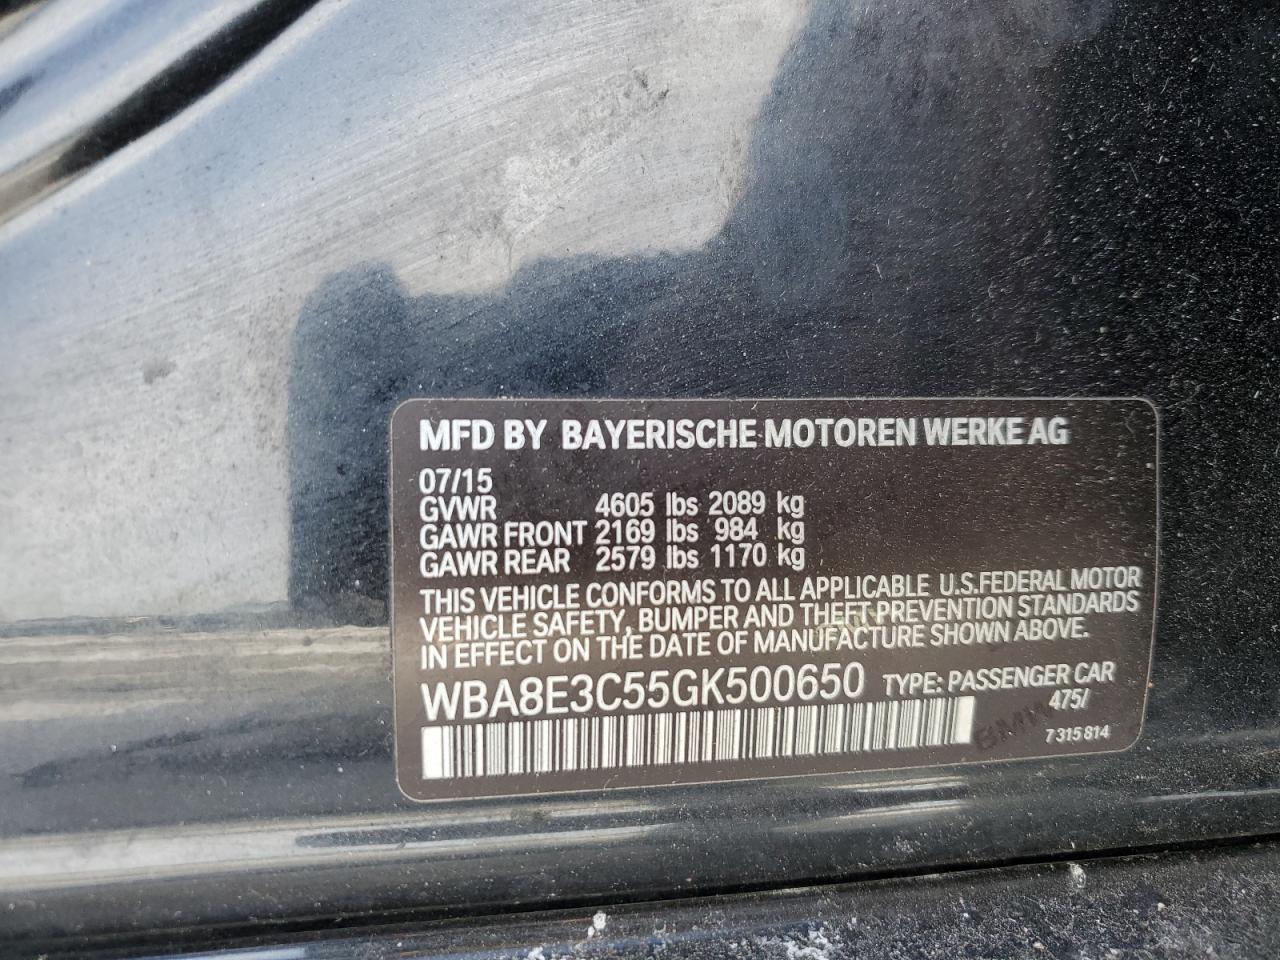 MFD BY BAYERISCHE MOTOREN WERKE AG
07/15
GVWR 4605 lbs 2089 kg
GAWR FRONT 2169 lbs 984 kg
GAWR REAR 2579 lbs 1170 kg
THIS VEHICLE CONFORMS TO ALL APPLICABLE U.S.FEDERAL MOTOR
VEHICLE SAFETY, BUMPER AND THEFT PREVENTION STANDARDS
IN EFFECT ON THE DATE OF MANUFACTURE SHOWN ABOVE.
WBA8E3C55GK500650 TYPE: PASSENGER CAR
475/
BMW
7 315 814